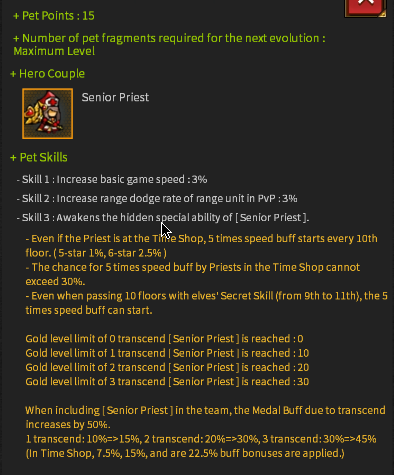 + Pet Points : 15
+ Number of pet fragments required for the next evolution :
Maximum Level
+ Hero Couple
Senior Priest
+ Pet Skills
- Skill 1 : Increase basic game speed : 3%
- Skill 2 : Increase range dodge rate of range unit in PvP : 3%
- Skill 3 : Awakens the hidden special ability of [ Senior Priest ].
- Even if the Priest is at the Time Shop, 5 times speed buff starts every 10th
floor. ( 5-star 1%, 6-star 2.5% )
- The chance for 5 times speed buff by Priests in the Time Shop cannot
exceed 30%.
- Even when passing 10 floors with elves' Secret Skill (from 9th to 11th), the 5
times speed buff can start.
Gold level limit of 0 transcend [ Senior Priest ] is reached : 0
Gold level limit of 1 transcend [ Senior Priest ] is reached : 10
Gold level limit of 2 transcend [ Senior Priest ] is reached : 20
Gold level limit of 3 transcend [ Senior Priest ] is reached : 30
When including [ Senior Priest ] in the team, the Medal Buff due to transcend
increases by 50%.
1 transcend: 10%=>15%, 2 transcend: 20%=>30%, 3 transcend: 30%=>45%
(In Time Shop, 7.5%, 15%, and are 22.5% buff bonuses are applied.)